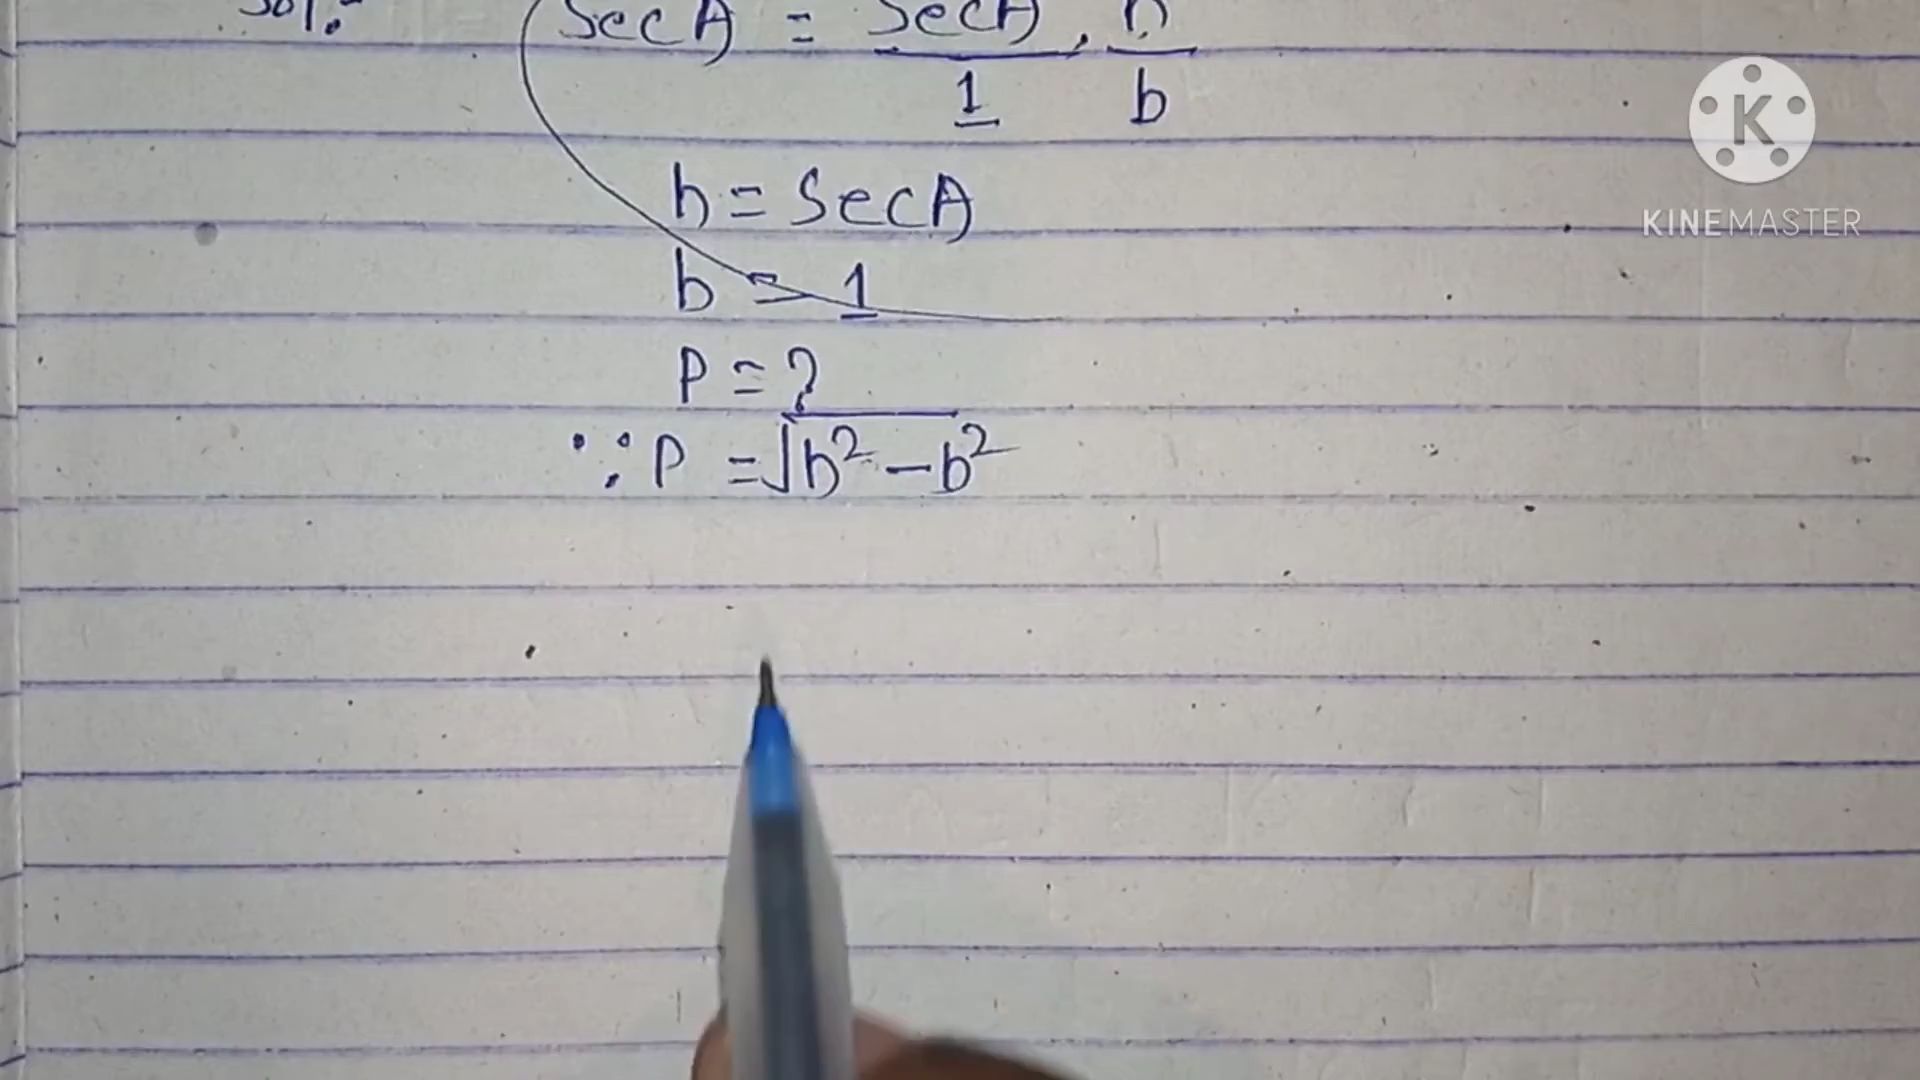 Sol:-
SecA = SecA/1, h/b
h = SecA
b = 1
P = ?
∵ P = √h² - b²
K
KINEMASTER